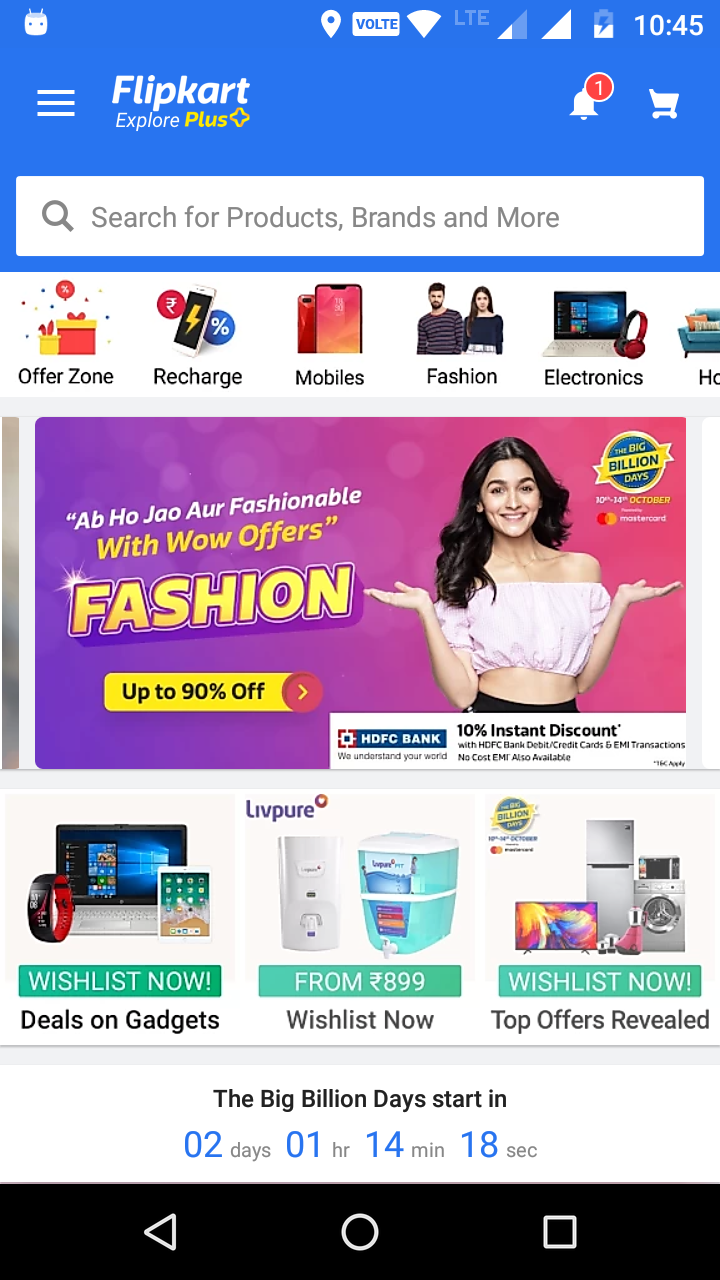 VOLTE LTE 10:45
Flipkart
1
Explore Plus
Search for Products, Brands and More
%
₹
%
Offer Zone Recharge Mobiles Fashion Electronics Ho
“Ab Ho Jao Aur Fashionable
With Wow Offers”
FASHION
Up to 90% Off
THE BIG
BILLION
DAYS
10TH-14TH OCTOBER
Powered by
mastercard
HDFC BANK
We understand your world
10% Instant Discount*
with HDFC Bank Debit/Credit Cards & EMI Transactions
No Cost EMI* Also Available
*T&C Apply
WISHLIST NOW!
Deals on Gadgets
Livpure
Livpure FIT
FROM ₹899
Wishlist Now
THE BIG
BILLION
DAYS
10TH-14TH OCTOBER
mastercard
WISHLIST NOW!
Top Offers Revealed
The Big Billion Days start in
02 days 01 hr 14 min 18 sec